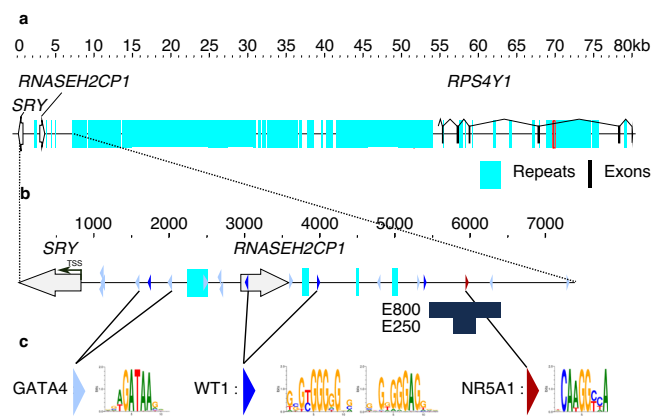 a
0 5 10 15 20 25 30 35 40 45 50 55 60 65 70 75 80kb
RNASEH2CP1
SRY
RPS4Y1
Repeats
Exons
b
1000 2000 3000 4000 5000 6000 7000
SRY
RNASEH2CP1
TSS
E800
E250
c
GATA4
GATAA
WT1 :
NR5A1 :